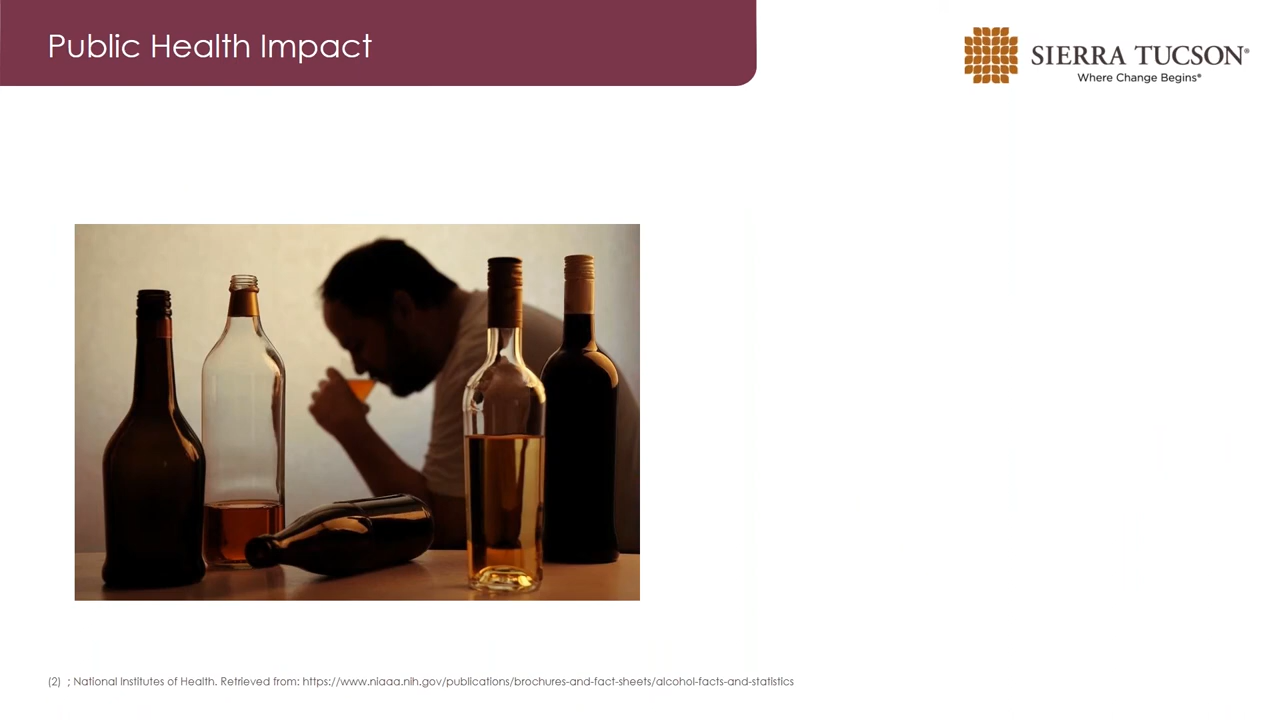 Public Health Impact
SIERRA TUCSON®
Where Change Begins®
(2) ; National Institutes of Health. Retrieved from: https://www.niaaa.nih.gov/publications/brochures-and-fact-sheets/alcohol-facts-and-statistics